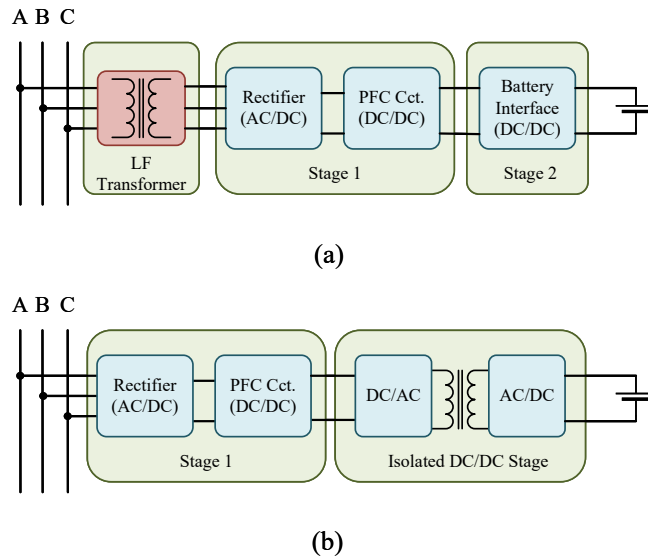 A B C
Rectifier
(AC/DC)
PFC Cct.
(DC/DC)
Battery
Interface
(DC/DC)
LF
Transformer
Stage 1
Stage 2
(a)
A B C
Rectifier
(AC/DC)
PFC Cct.
(DC/DC)
DC/AC
AC/DC
Stage 1
Isolated DC/DC Stage
(b)